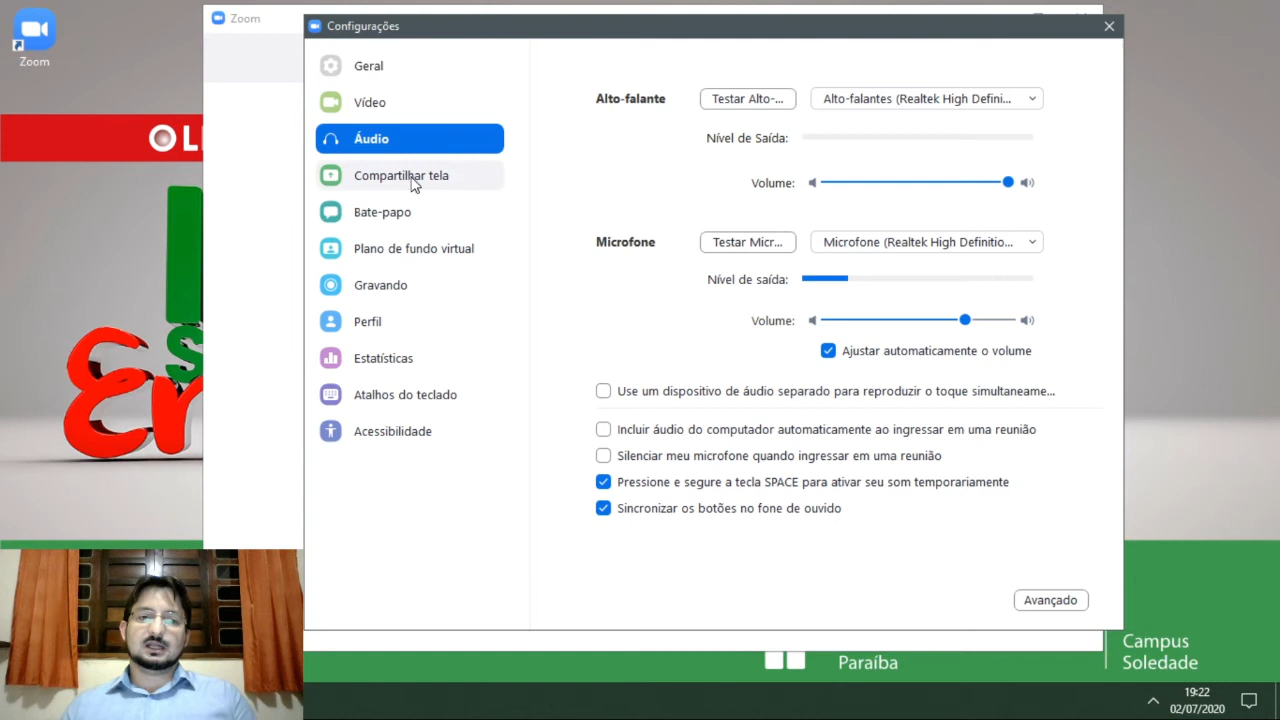 Zoom
Zoom
Configurações
Geral
Vídeo
Áudio
Compartilhar tela
Bate-papo
Plano de fundo virtual
Gravando
Perfil
Estatísticas
Atalhos do teclado
Acessibilidade
Alto-falante
Testar Alto-...
Alto-falantes (Realtek High Defini...
Nível de Saída:
Volume:
Microfone
Testar Micr...
Microfone (Realtek High Definitio...
Nível de saída:
Volume:
Ajustar automaticamente o volume
Use um dispositivo de áudio separado para reproduzir o toque simultaneame...
Incluir áudio do computador automaticamente ao ingressar em uma reunião
Silenciar meu microfone quando ingressar em uma reunião
Pressione e segure a tecla SPACE para ativar seu som temporariamente
Sincronizar os botões no fone de ouvido
Avançado
Paraíba
Campus
Soledade
19:22
02/07/2020